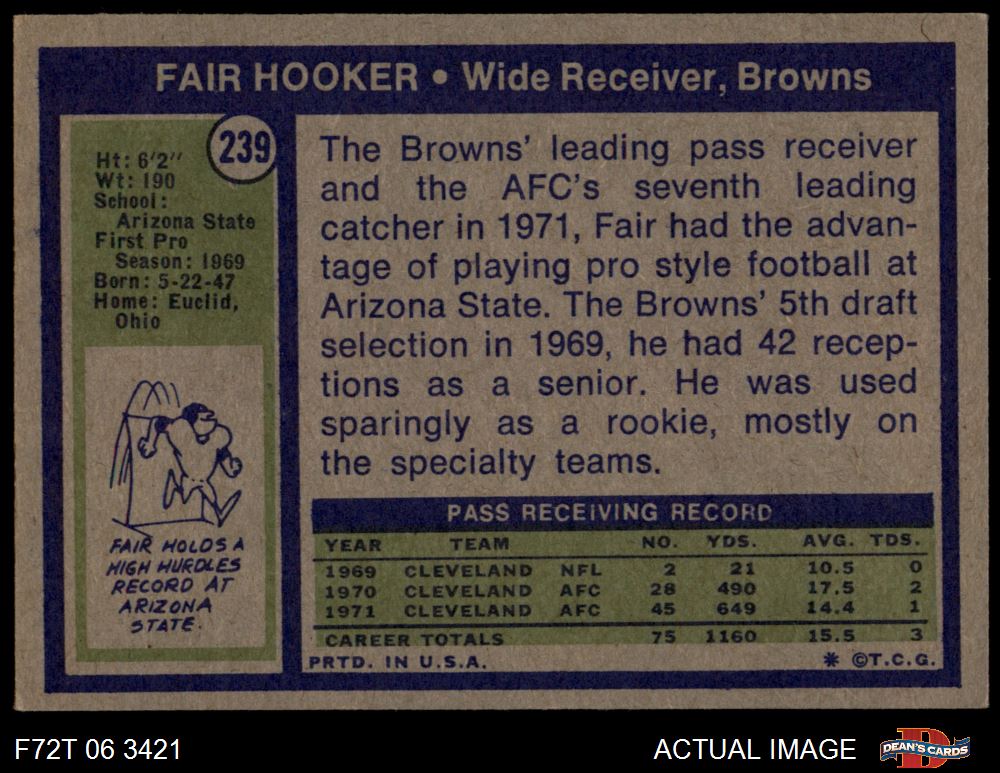 FAIR HOOKER • Wide Receiver, Browns
239
Ht: 6'2"
Wt: 190
School:
Arizona State
First Pro
Season: 1969
Born: 5-22-47
Home: Euclid,
Ohio
FAIR HOLDS A
HIGH HURDLES
RECORD AT
ARIZONA
STATE.
The Browns' leading pass receiver
and the AFC's seventh leading
catcher in 1971, Fair had the advan-
tage of playing pro style football at
Arizona State. The Browns' 5th draft
selection in 1969, he had 42 recep-
tions as a senior. He was used
sparingly as a rookie, mostly on
the specialty teams.
PASS RECEIVING RECORD
YEAR TEAM NO. YDS. AVG. TDS.
1969 CLEVELAND NFL 2 21 10.5 0
1970 CLEVELAND AFC 28 490 17.5 2
1971 CLEVELAND AFC 45 649 14.4 1
CAREER TOTALS 75 1160 15.5 3
PRTD. IN U.S.A. * ©T.C.G.
F72T 06 3421 ACTUAL IMAGE DEAN'S CARDS